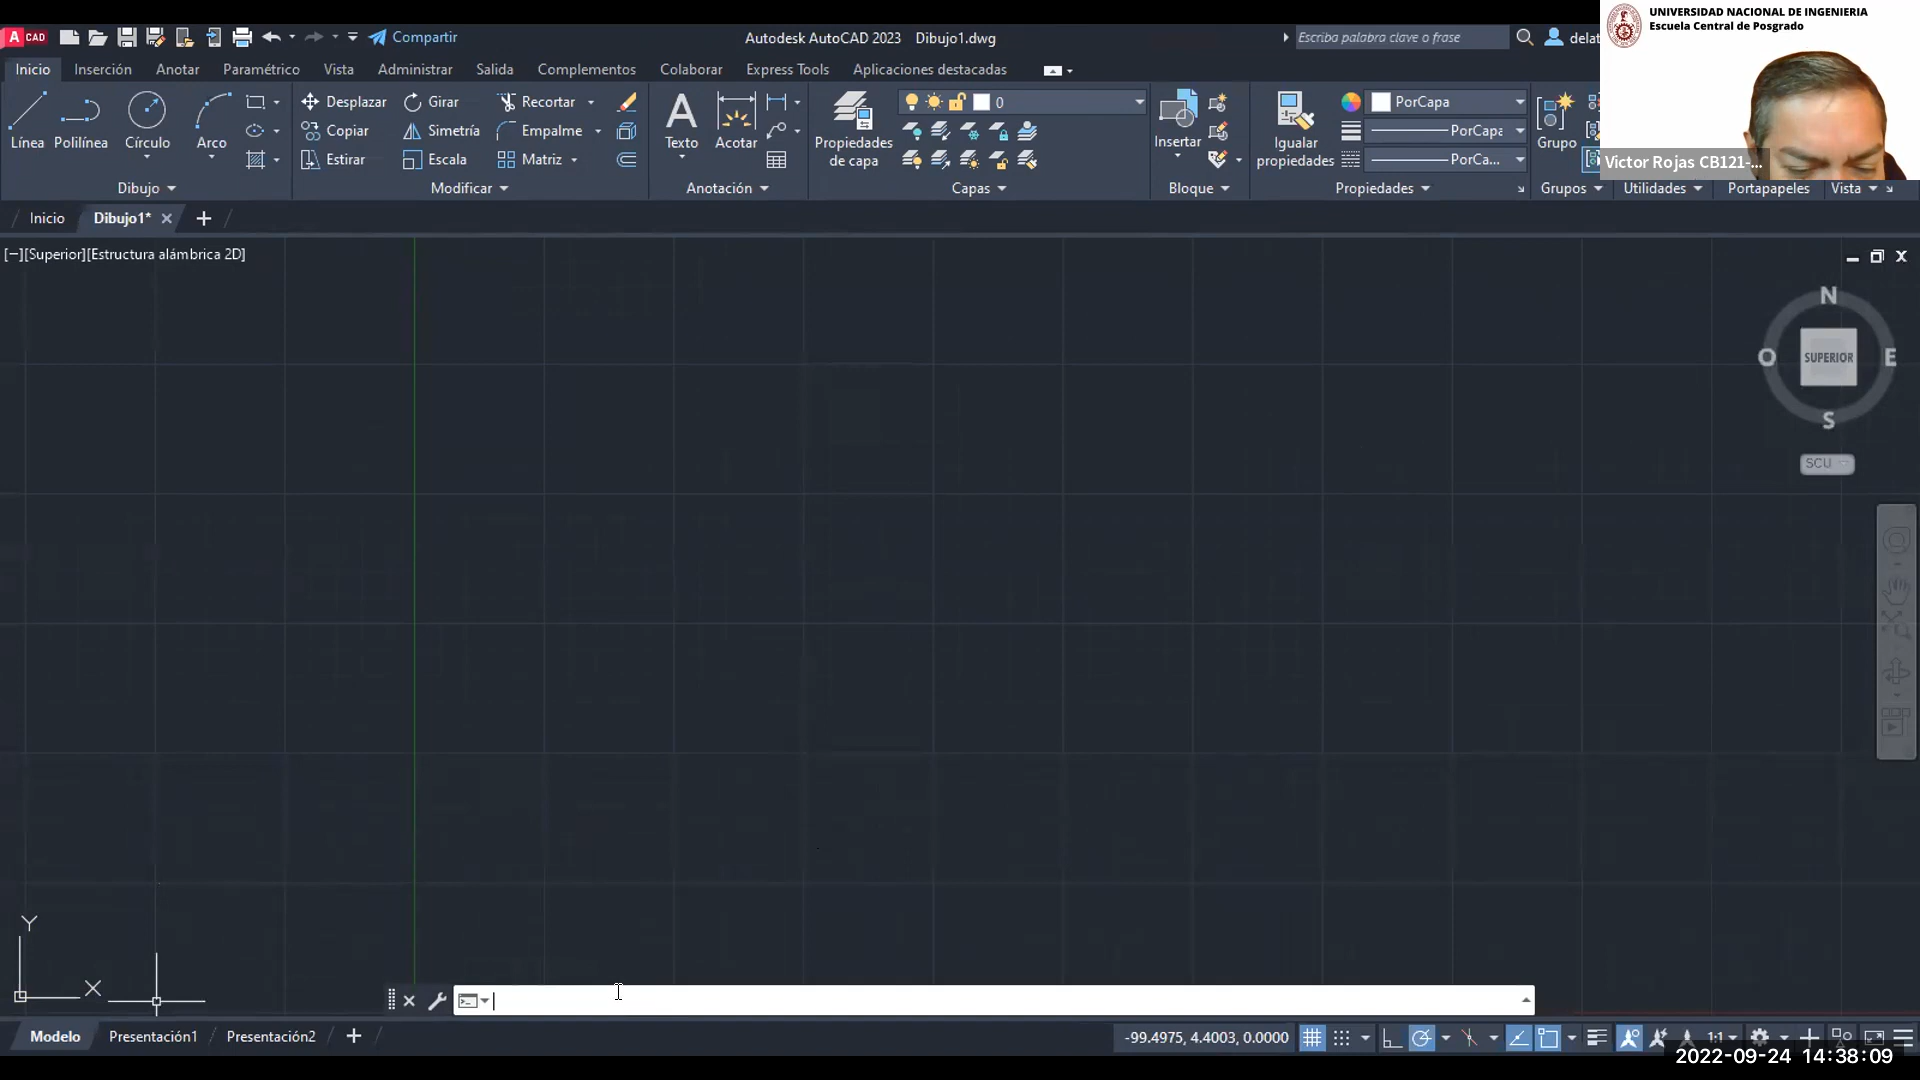 UNIVERSIDAD NACIONAL DE INGENIERIA
Escuela Central de Posgrado
CAD Compartir Autodesk AutoCAD 2023 Dibujo1.dwg Escriba palabra clave o frase delat
Inicio Inserción Anotar Paramétrico Vista Administrar Salida Complementos Colaborar Express Tools Aplicaciones destacadas
Línea Polilínea Círculo Arco
Desplazar Girar Recortar
Copiar Simetría Empalme
Estirar Escala Matriz
A Texto Acotar
Propiedades de capa
0
Insertar
Igualar propiedades
PorCapa
PorCapa
PorCa...
Grupo
Victor Rojas CB121-...
Dibujo Modificar Anotación Capas Bloque Propiedades Grupos Utilidades Portapapeles Vista
Inicio Dibujo1* +
[−][Superior][Estructura alámbrica 2D]
N
O SUPERIOR E
S
SCU
Y
X
Modelo Presentación1 Presentación2 +
-99.4975, 4.4003, 0.0000 1:1
2022-09-24 14:38:09